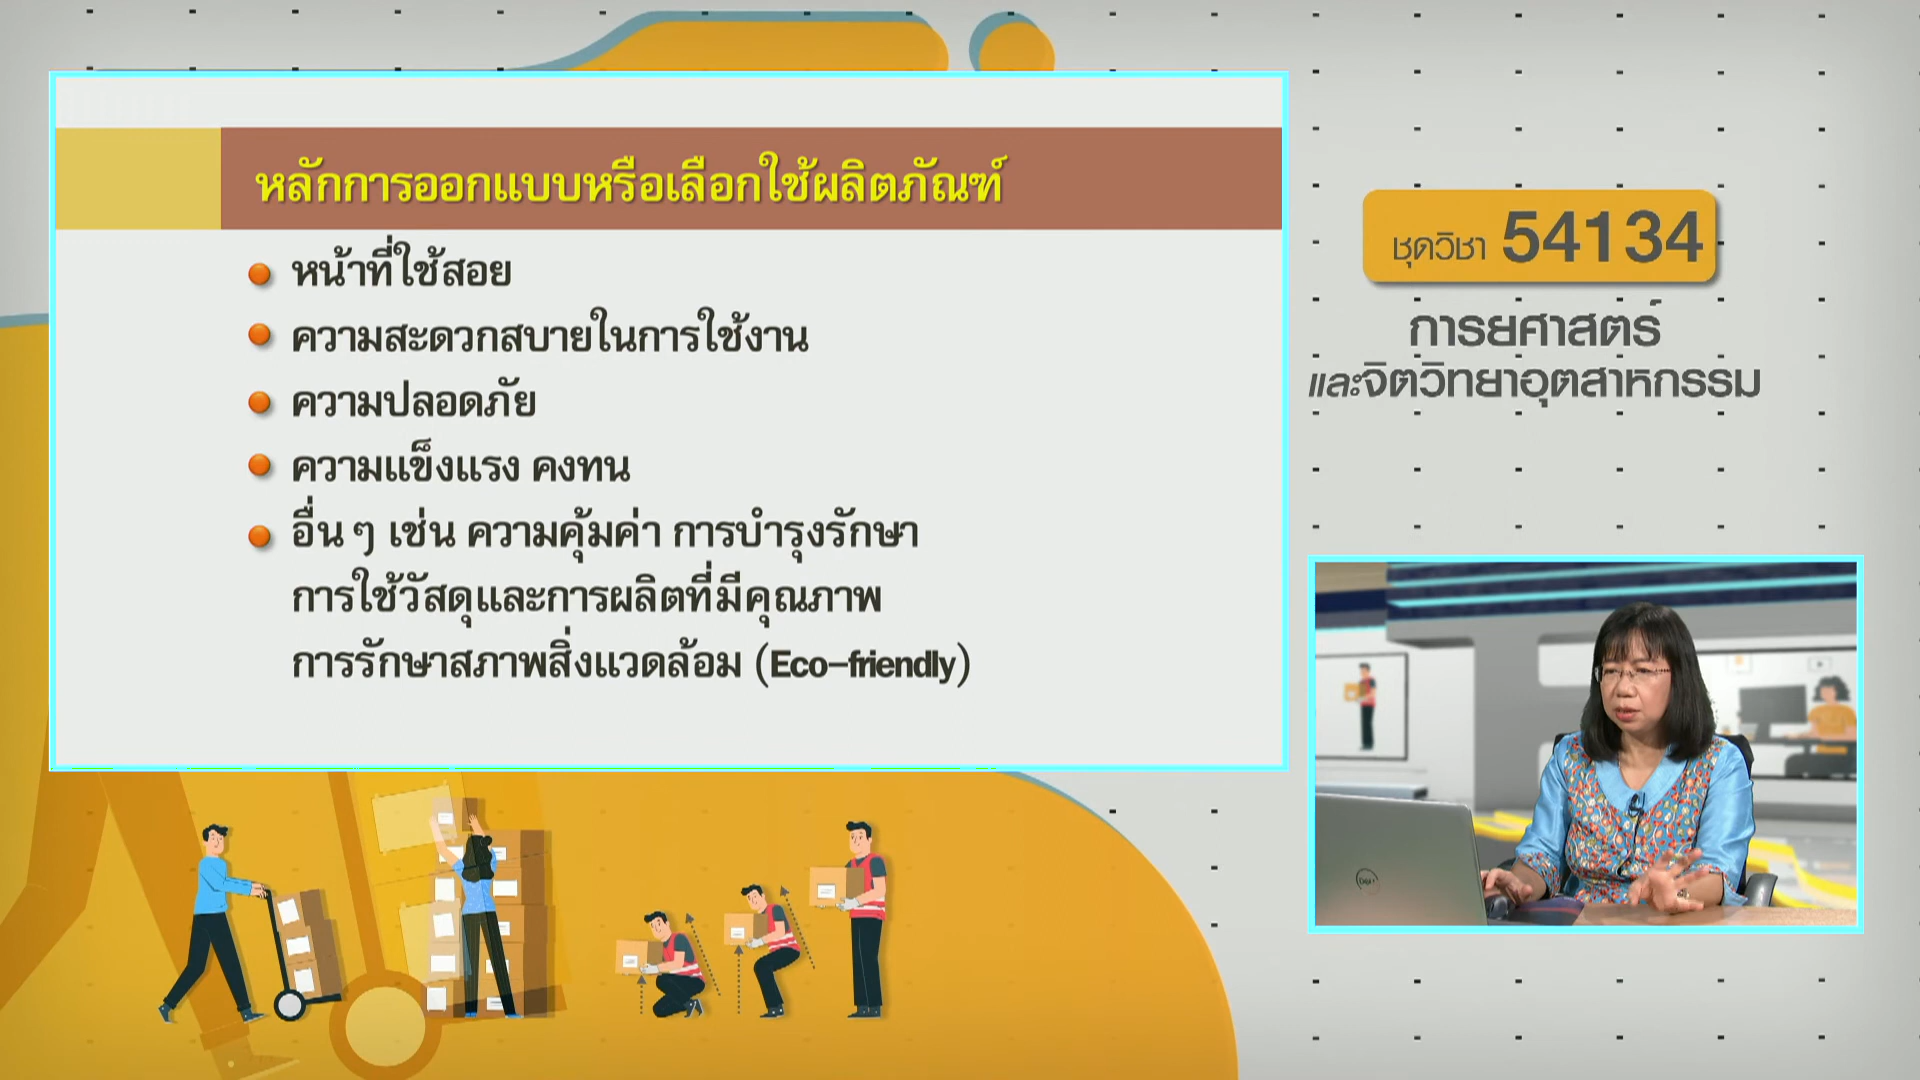 หลักการออกแบบหรือเลือกใช้ผลิตภัณฑ์
หน้าที่ใช้สอย
ความสะดวกสบายในการใช้งาน
ความปลอดภัย
ความแข็งแรง คงทน
อื่น ๆ เช่น ความคุ้มค่า การบำรุงรักษา
การใช้วัสดุและการผลิตที่มีคุณภาพ
การรักษาสภาพสิ่งแวดล้อม (Eco-friendly)
ชุดวิชา 54134
การยศาสตร์
และจิตวิทยาอุตสาหกรรม
DELL